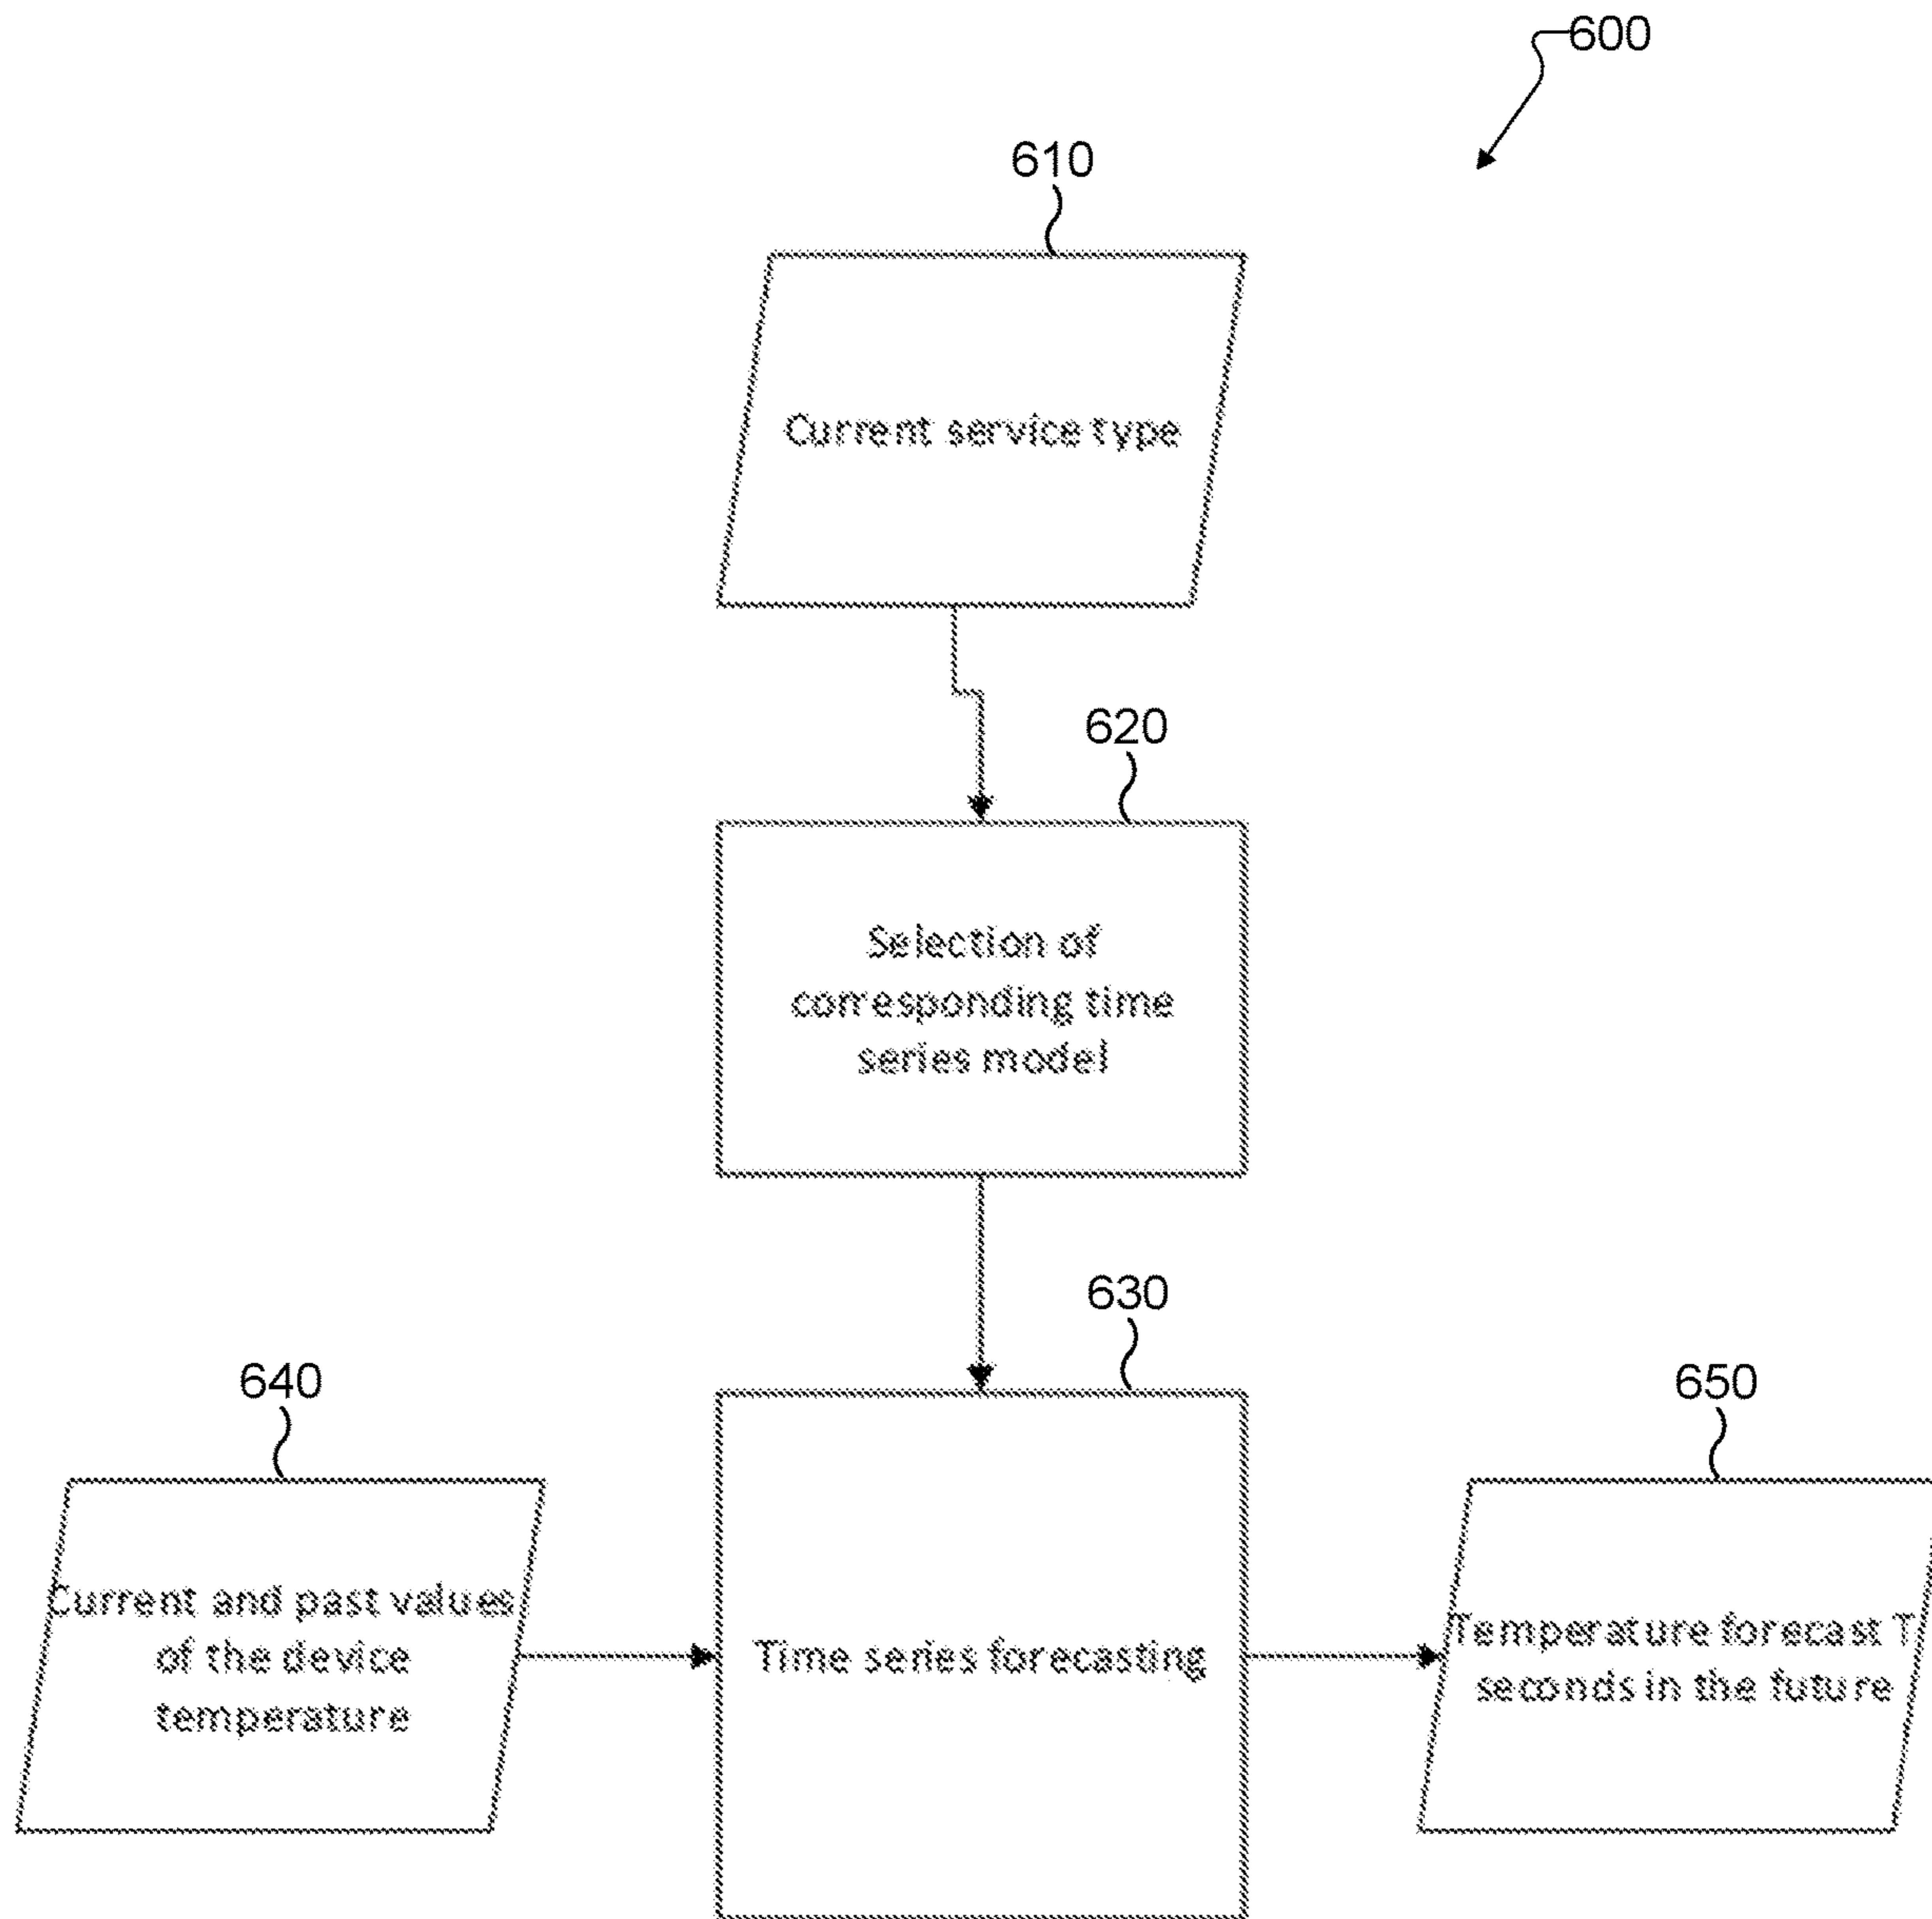 600
610
Current service type
620
Selection of
corresponding time
series model
630
640
650
Current and past values
of the device
temperature
Time series forecasting
Temperature forecast T
seconds in the future